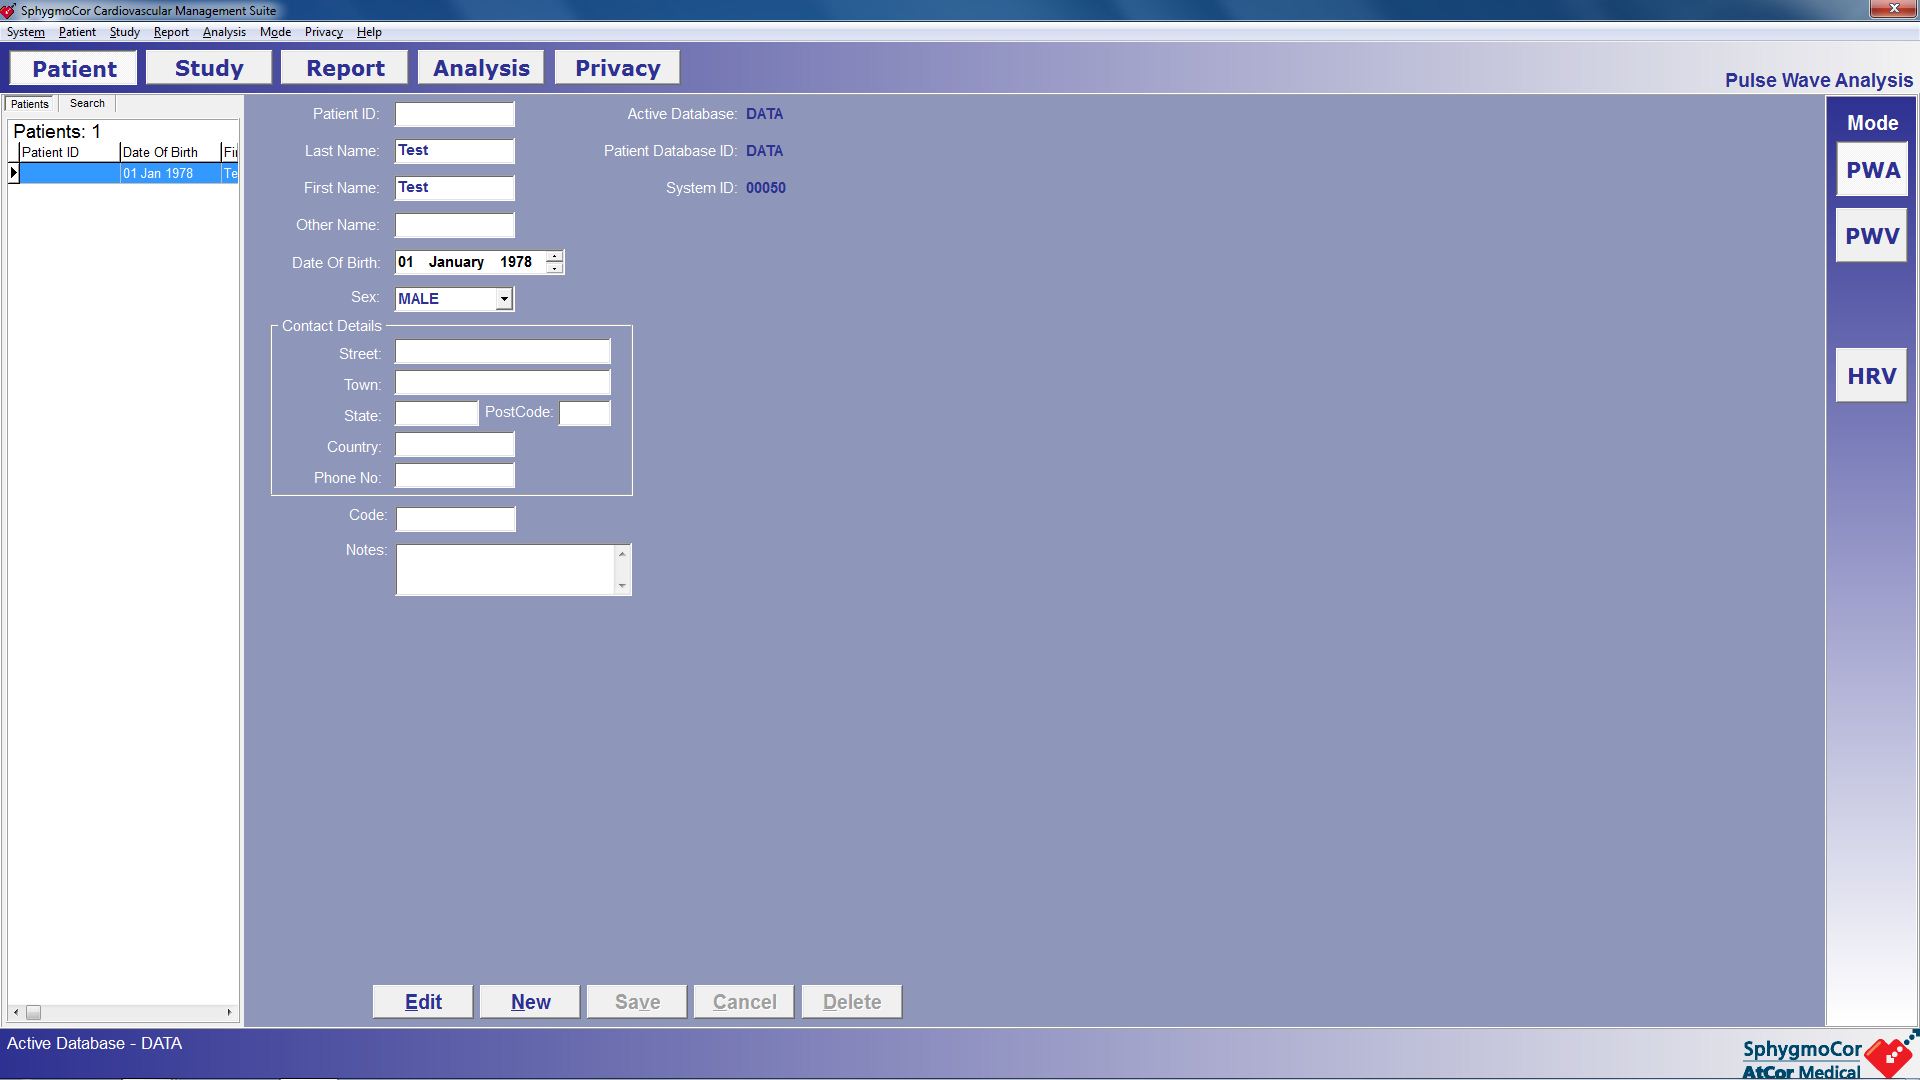 SphygmoCor Cardiovascular Management Suite
System Patient Study Report Analysis Mode Privacy Help
Patient Study Report Analysis Privacy
Pulse Wave Analysis
Patients Search
Patients: 1
Patient ID Date Of Birth Fi
01 Jan 1978 Te
Patient ID:
Last Name: Test
First Name: Test
Other Name:
Date Of Birth: 01 January 1978
Sex: MALE
Contact Details
Street:
Town:
State: PostCode:
Country:
Phone No:
Code:
Notes:
Active Database: DATA
Patient Database ID: DATA
System ID: 00050
Mode
PWA
PWV
HRV
Edit New Save Cancel Delete
Active Database - DATA
SphygmoCor
AtCor Medical